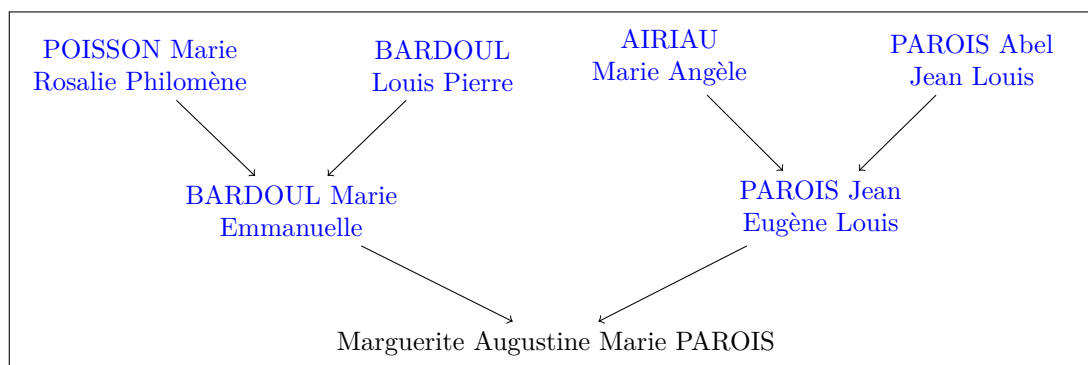 POISSON Marie
Rosalie Philomène
BARDOUL
Louis Pierre
AIRIAU
Marie Angèle
PAROIS Abel
Jean Louis
BARDOUL Marie
Emmanuelle
PAROIS Jean
Eugène Louis
Marguerite Augustine Marie PAROIS